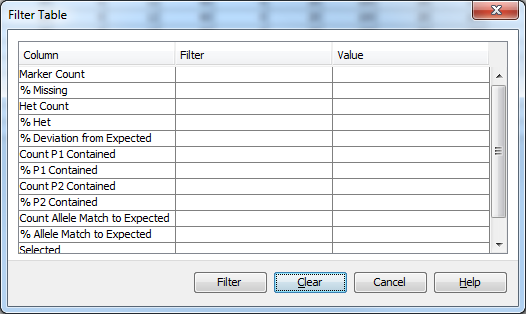 Filter Table
Column Filter Value
Marker Count
% Missing
Het Count
% Het
% Deviation from Expected
Count P1 Contained
% P1 Contained
Count P2 Contained
% P2 Contained
Count Allele Match to Expected
% Allele Match to Expected
Selected
Filter Clear Cancel Help